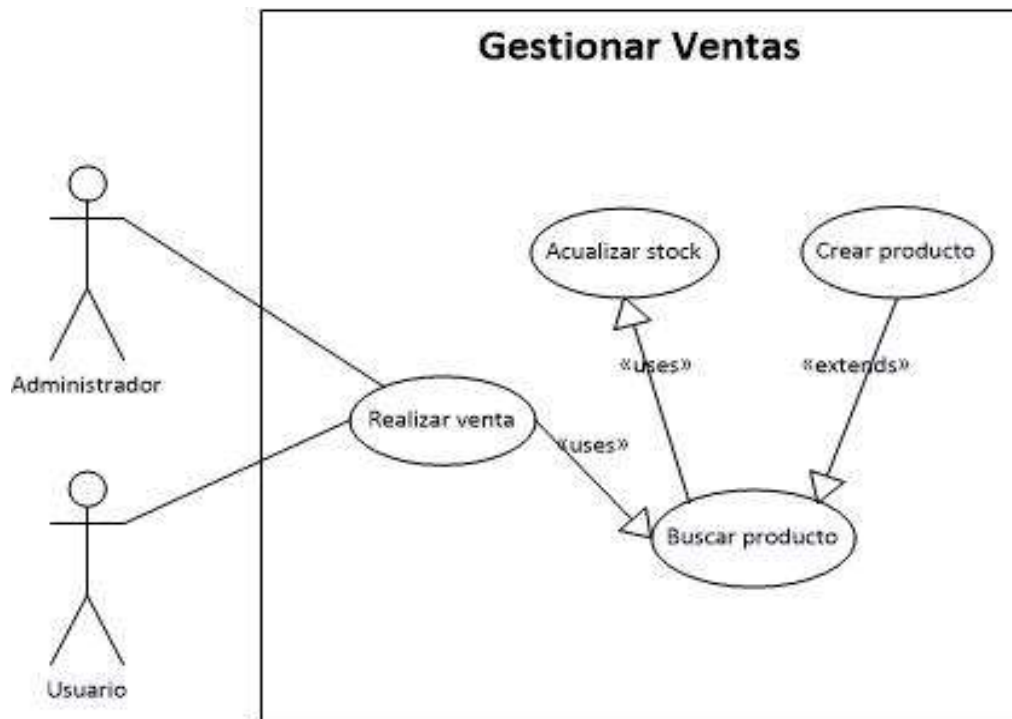 Gestionar Ventas
Acualizar stock
Crear producto
«uses»
«extends»
Administrador
Realizar venta
«uses»
Buscar producto
Usuario